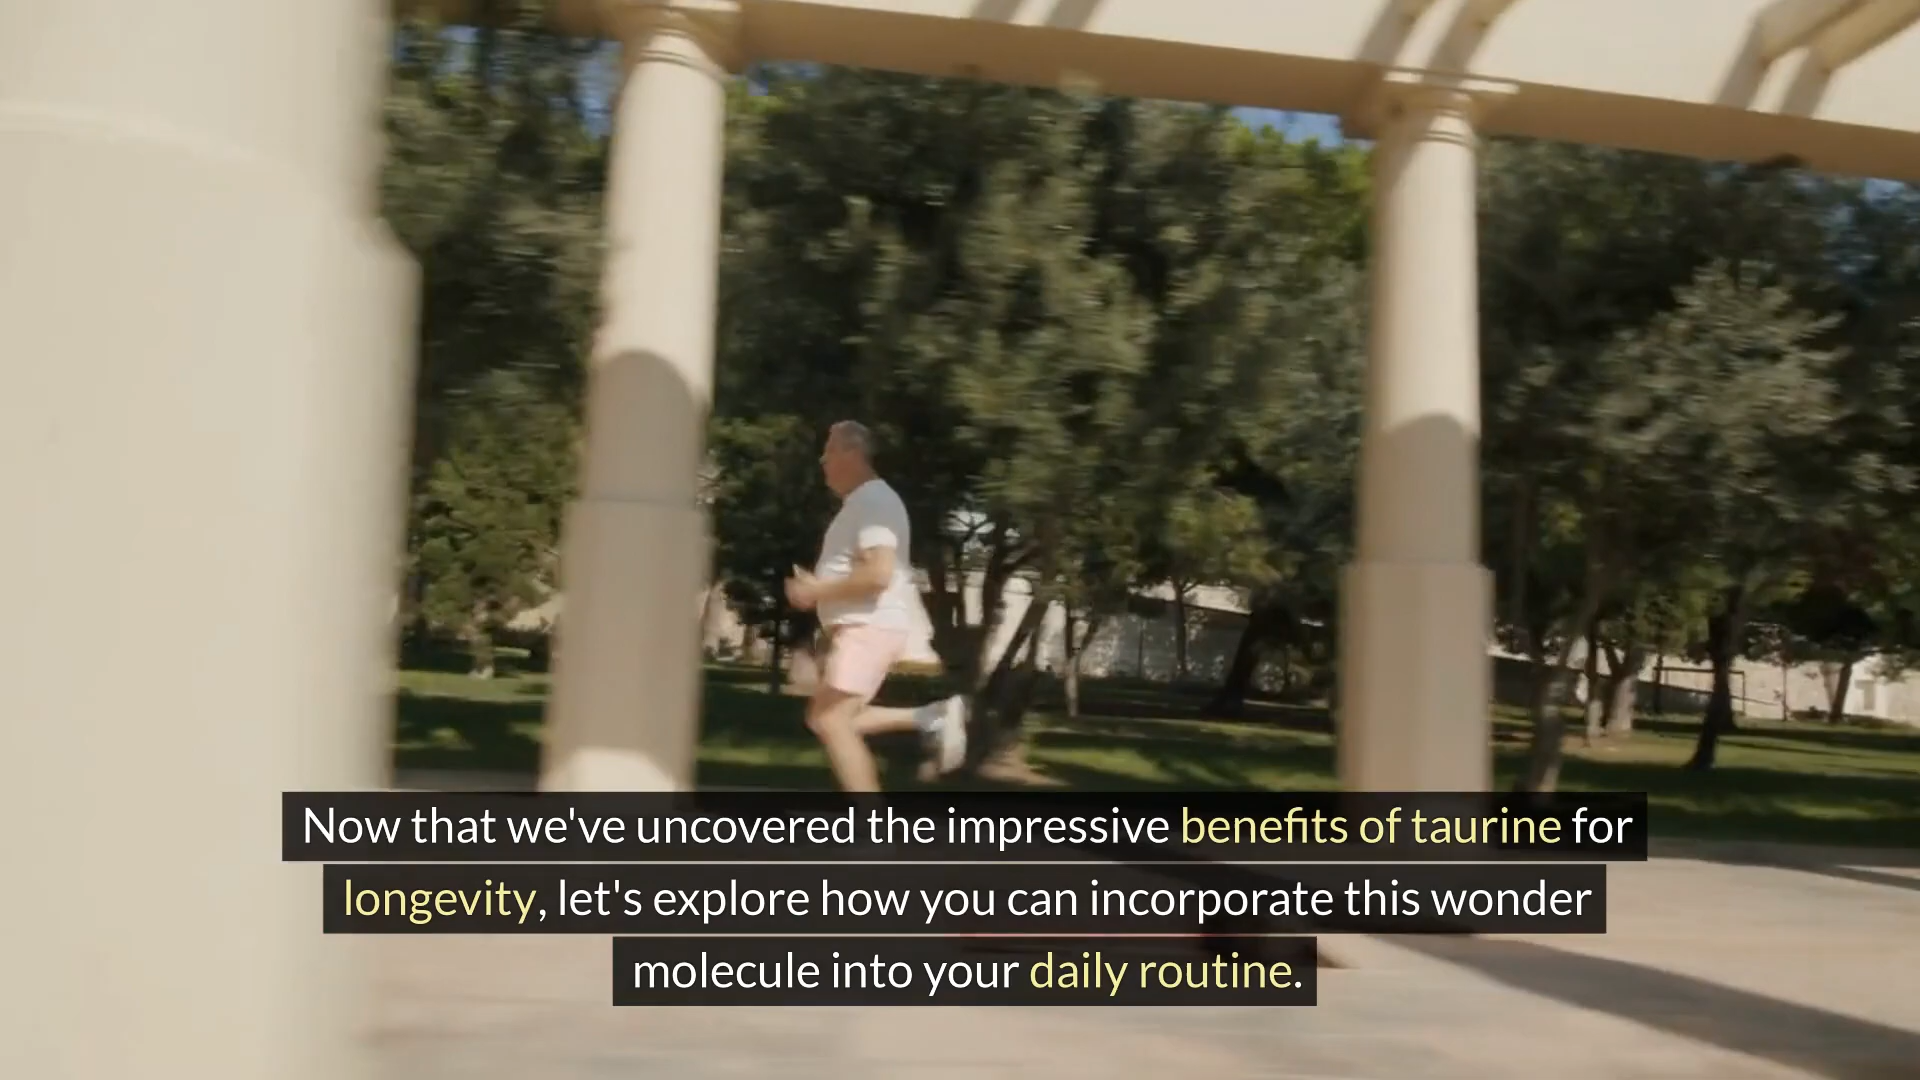 Now that we've uncovered the impressive benefits of taurine for
longevity, let's explore how you can incorporate this wonder
molecule into your daily routine.